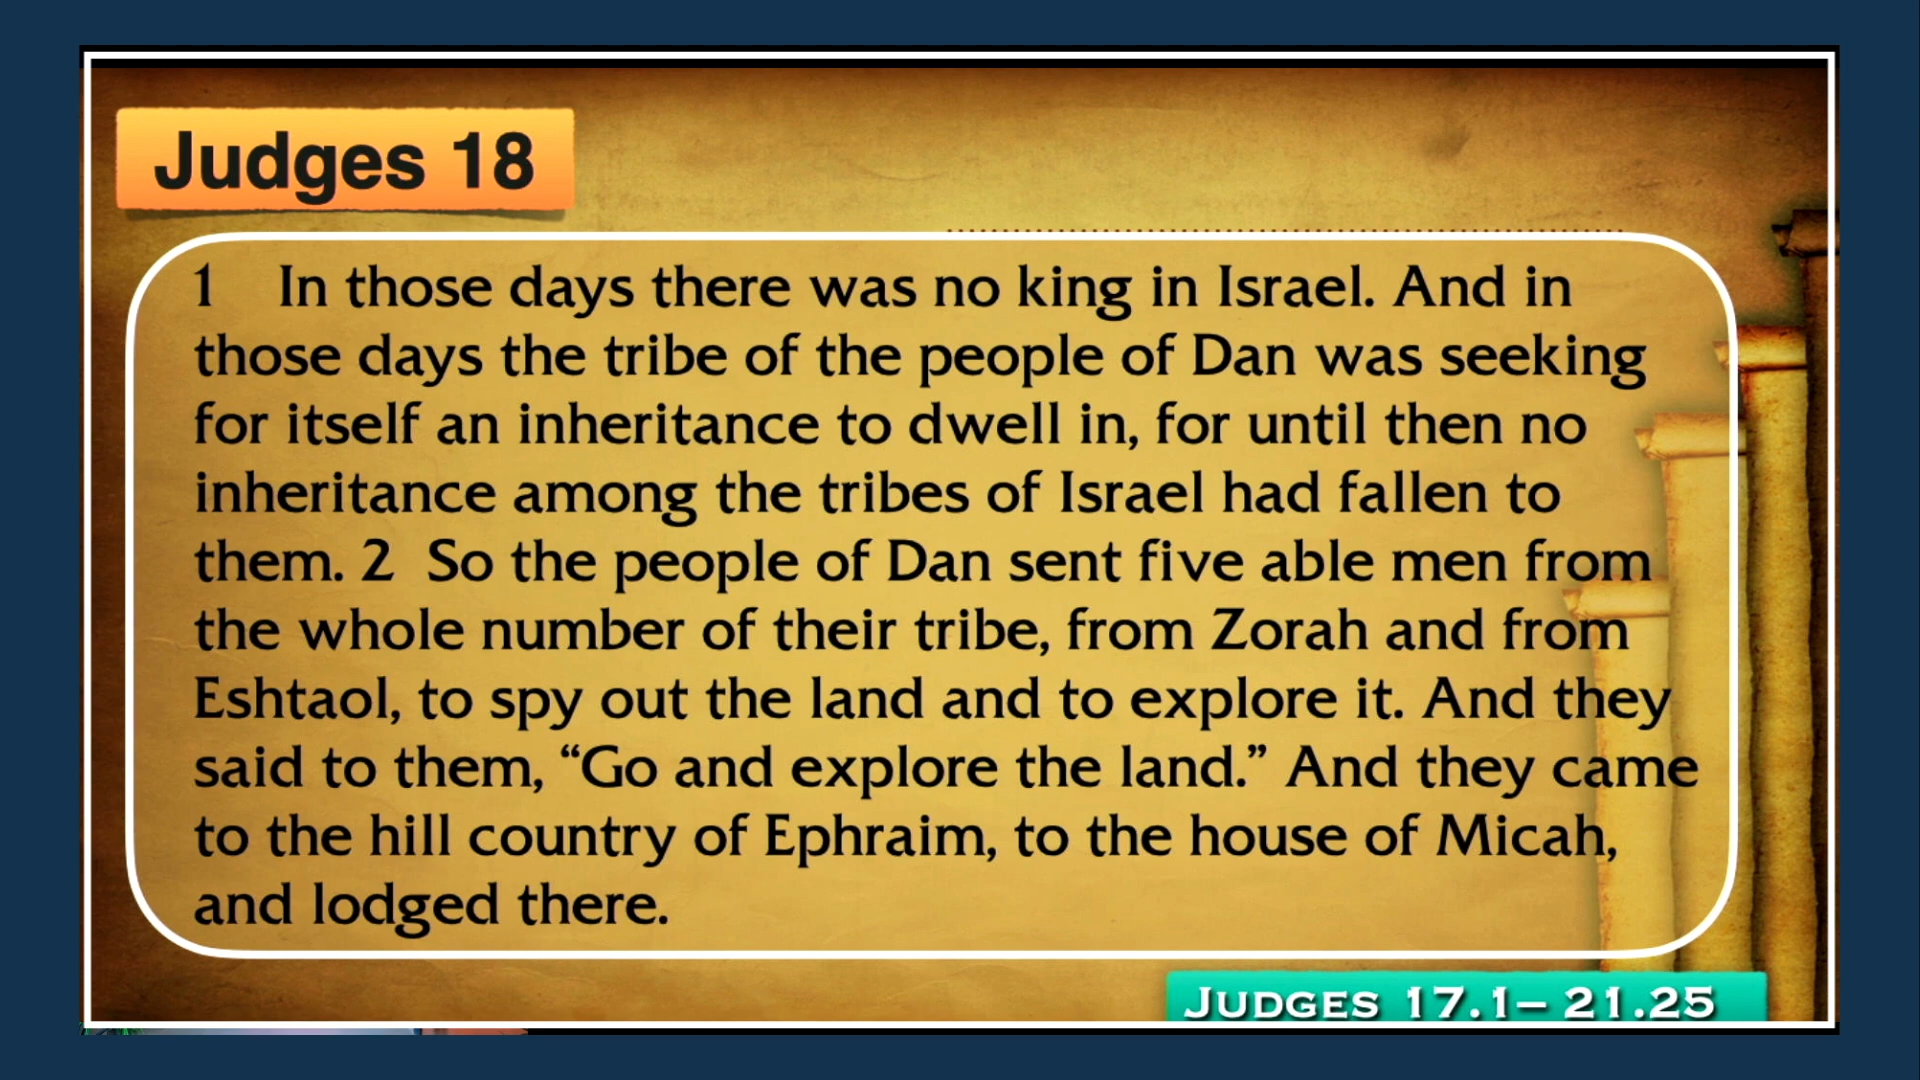 Judges 18
1 In those days there was no king in Israel. And in
those days the tribe of the people of Dan was seeking
for itself an inheritance to dwell in, for until then no
inheritance among the tribes of Israel had fallen to
them. 2 So the people of Dan sent five able men from
the whole number of their tribe, from Zorah and from
Eshtaol, to spy out the land and to explore it. And they
said to them, “Go and explore the land.” And they came
to the hill country of Ephraim, to the house of Micah,
and lodged there.
JUDGES 17.1– 21.25